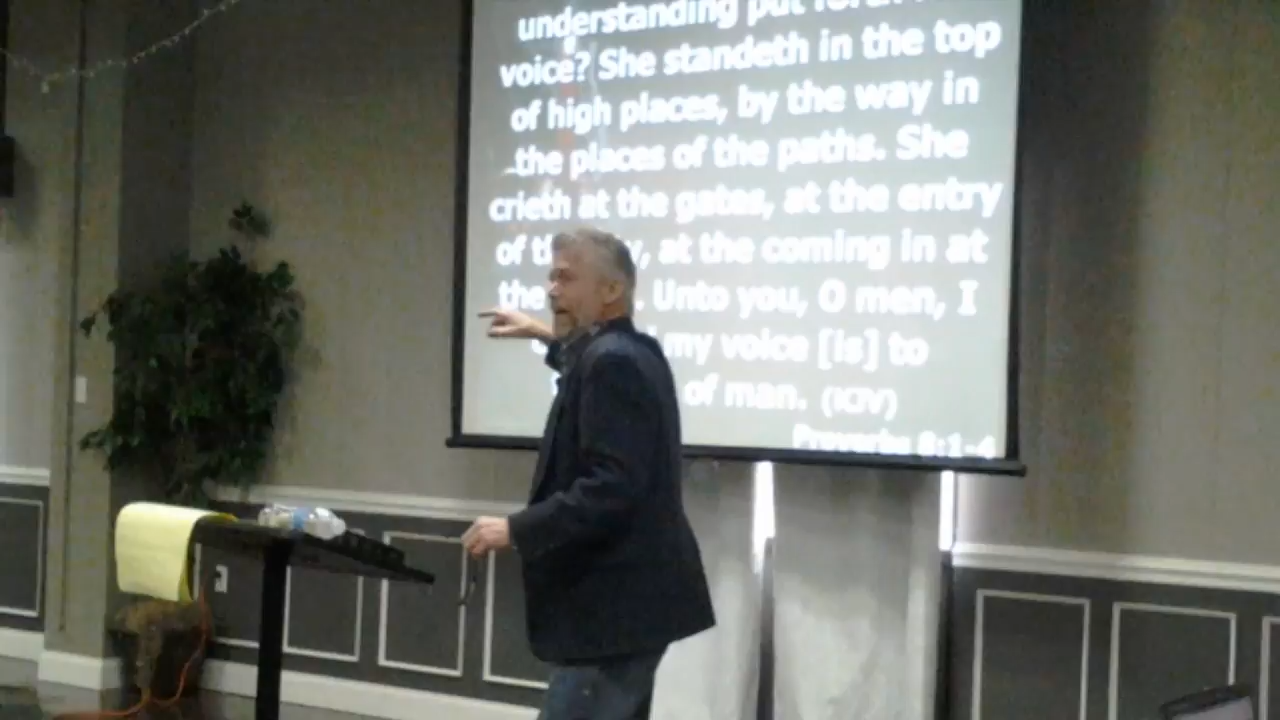 understanding put forth
voice? She standeth in the top
of high places, by the way in
the places of the paths. She
crieth at the gates, at the entry
of, at the coming in at
the. Unto you, O men, I
my voice [is] to
of man. (KJV)
Proverbs 8:1-4